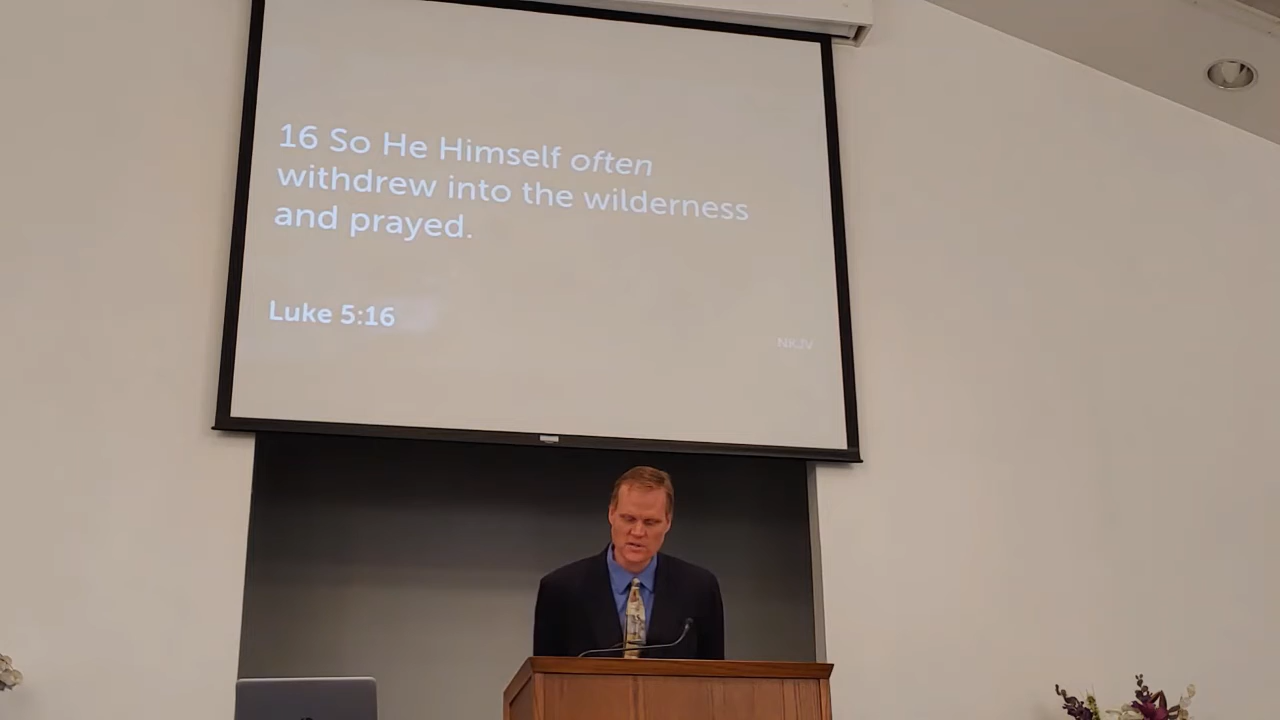 16 So He Himself often
withdrew into the wilderness
and prayed.
Luke 5:16
NKJV